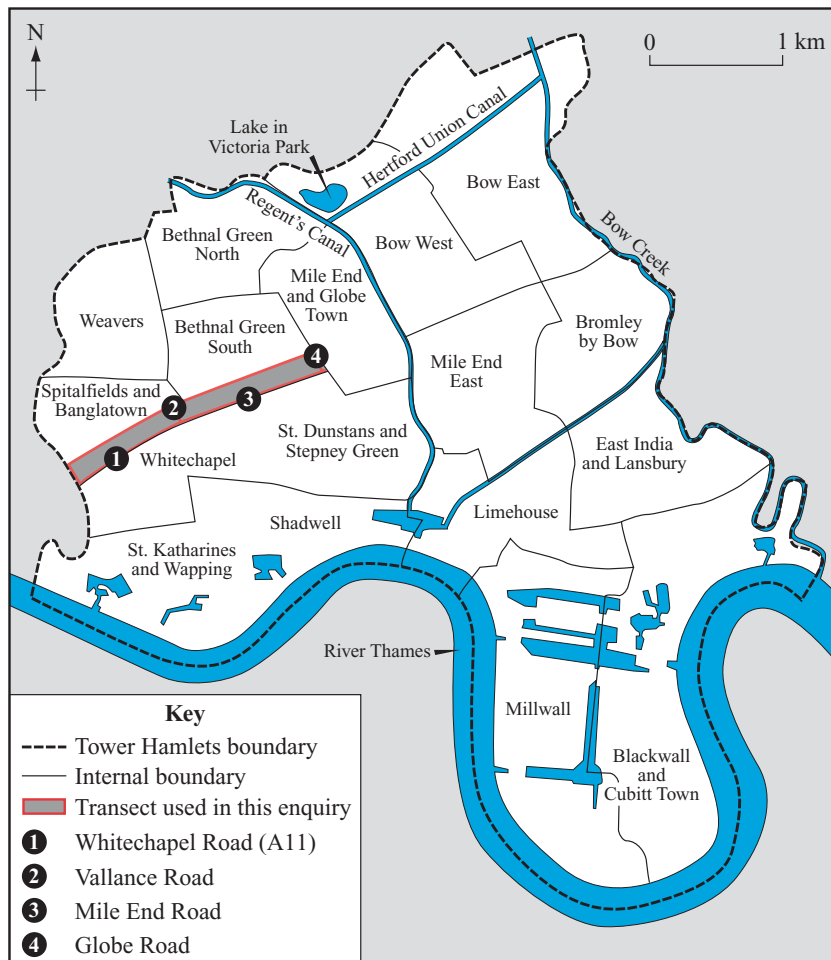 N
0 1 km
Lake in
Victoria Park
Hertford Union Canal
Bow East
Regent's Canal
Bow Creek
Bethnal Green
North
Bow West
Mile End
and Globe
Town
Weavers
Bethnal Green
South
Bromley
by Bow
4
Mile End
East
Spitalfields and
Banglatown
2
3
1
Whitechapel
St. Dunstans and
Stepney Green
East India
and Lansbury
Shadwell
Limehouse
St. Katharines
and Wapping
River Thames
Millwall
Blackwall
and
Cubitt Town
Key
Tower Hamlets boundary
Internal boundary
Transect used in this enquiry
1 Whitechapel Road (A11)
2 Vallance Road
3 Mile End Road
4 Globe Road